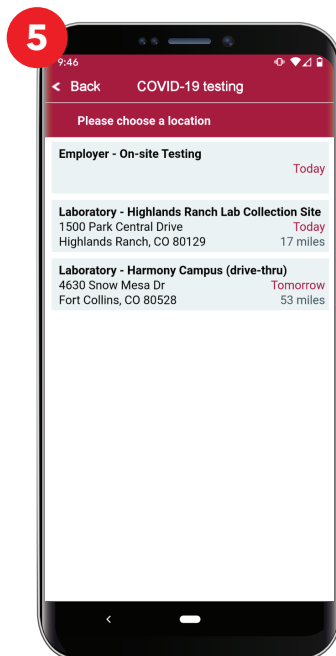 5
9:46
Back COVID-19 testing
Please choose a location
Employer - On-site Testing
Today
Laboratory - Highlands Ranch Lab Collection Site
1500 Park Central Drive Today
Highlands Ranch, CO 80129 17 miles
Laboratory - Harmony Campus (drive-thru)
4630 Snow Mesa Dr Tomorrow
Fort Collins, CO 80528 53 miles